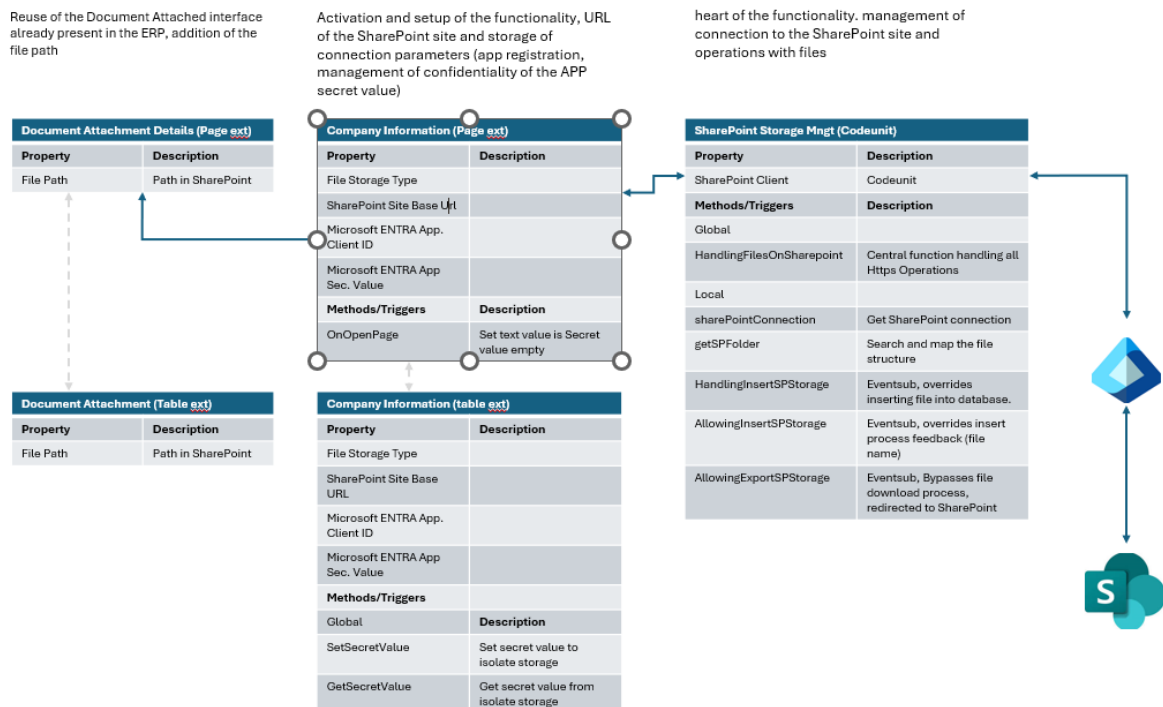 Reuse of the Document Attached interface
already present in the ERP, addition of the
file path
Activation and setup of the functionality, URL
of the SharePoint site and storage of
connection parameters (app registration,
management of confidentiality of the APP
secret value)
heart of the functionality. management of
connection to the SharePoint site and
operations with files
Document Attachment Details (Page ext)
Property Description
File Path Path in SharePoint
Company Information (Page ext)
Property Description
File Storage Type
SharePoint Site Base Url
Microsoft ENTRA App.
Client ID
Microsoft ENTRA App
Sec. Value
Methods/Triggers Description
OnOpenPage Set text value is Secret
value empty
SharePoint Storage Mngt (Codeunit)
Property Description
SharePoint Client Codeunit
Methods/Triggers Description
Global
HandlingFilesOnSharepoint Central function handling all
Https Operations
Local
sharePointConnection Get SharePoint connection
getSPFolder Search and map the file
structure
HandlingInsertSPStorage Eventsub, overrides
inserting file into database.
AllowingInsertSPStorage Eventsub, overrides insert
process feedback (file
name)
AllowingExportSPStorage Eventsub, Bypasses file
download process,
redirected to SharePoint
Document Attachment (Table ext)
Property Description
File Path Path in SharePoint
Company Information (table ext)
Property Description
File Storage Type
SharePoint Site Base
URL
Microsoft ENTRA App.
Client ID
Microsoft ENTRA App
Sec. Value
Methods/Triggers
Global Description
SetSecretValue Set secret value to
isolate storage
GetSecretValue Get secret value from
isolate storage
S